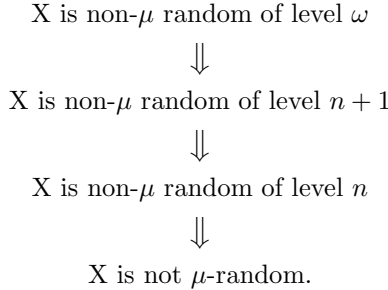 X is non-μ random of level ω
⇓
X is non-μ random of level n + 1
⇓
X is non-μ random of level n
⇓
X is not μ-random.